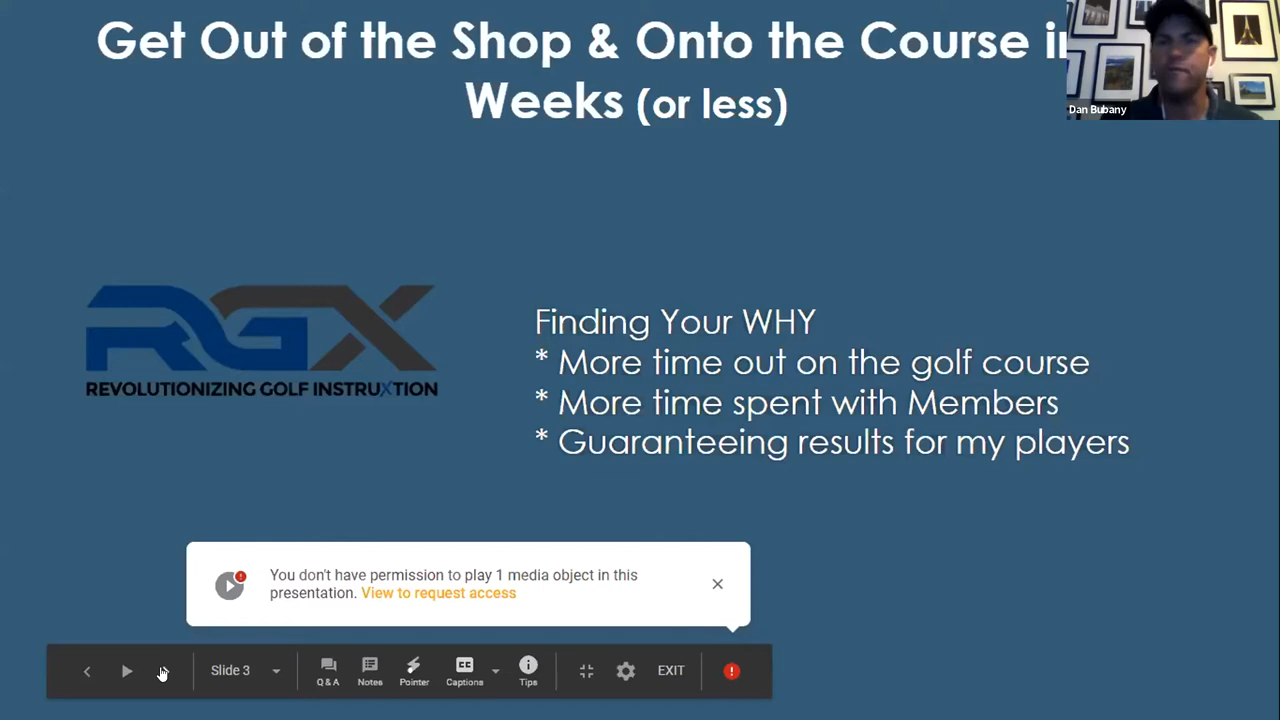 Get Out of the Shop & Onto the Course
Weeks (or less)
Dan Bubany
RGX
REVOLUTIONIZING GOLF INSTRUXTION
Finding Your WHY
* More time out on the golf course
* More time spent with Members
* Guaranteeing results for my players
You don't have permission to play 1 media object in this
presentation. View to request access
Slide 3
Q & A
Notes
Pointer
CC
Captions
Tips
EXIT